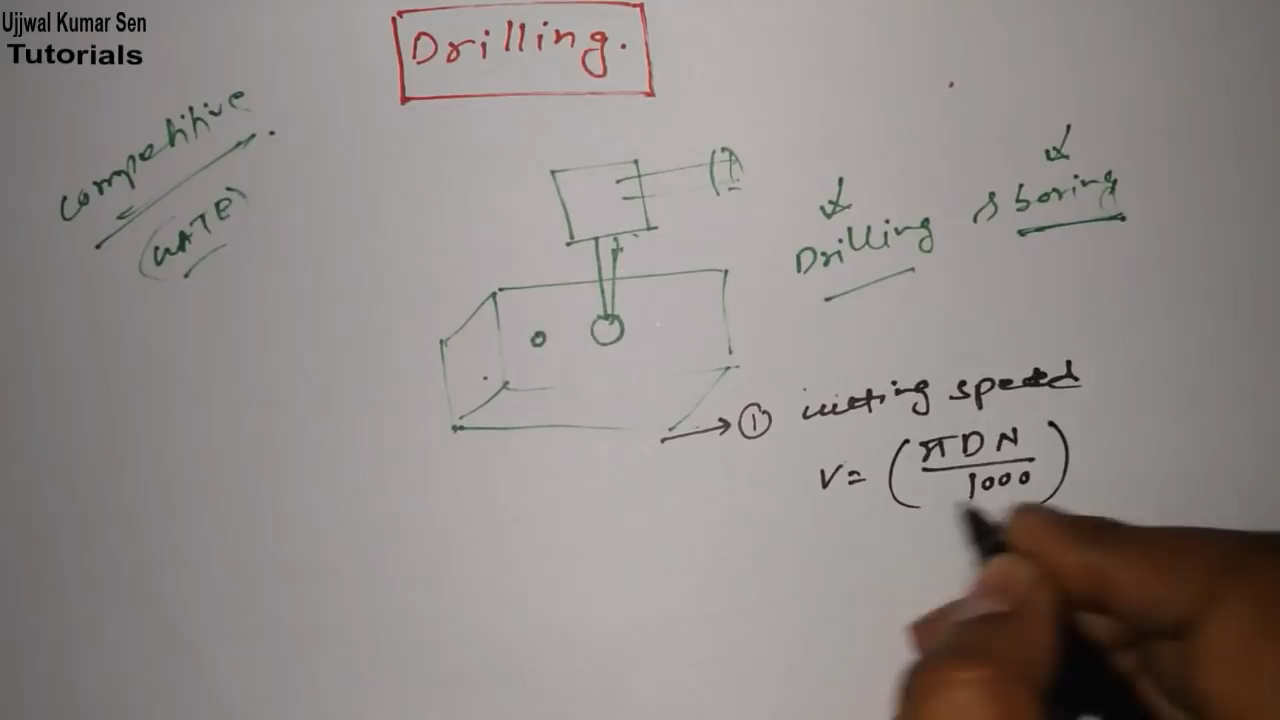 Ujjwal Kumar Sen
Tutorials
Drilling.
competitive
(GATE)
(T)
Drilling & boring
→ ① cutting speed
V = (πDN / 1000)